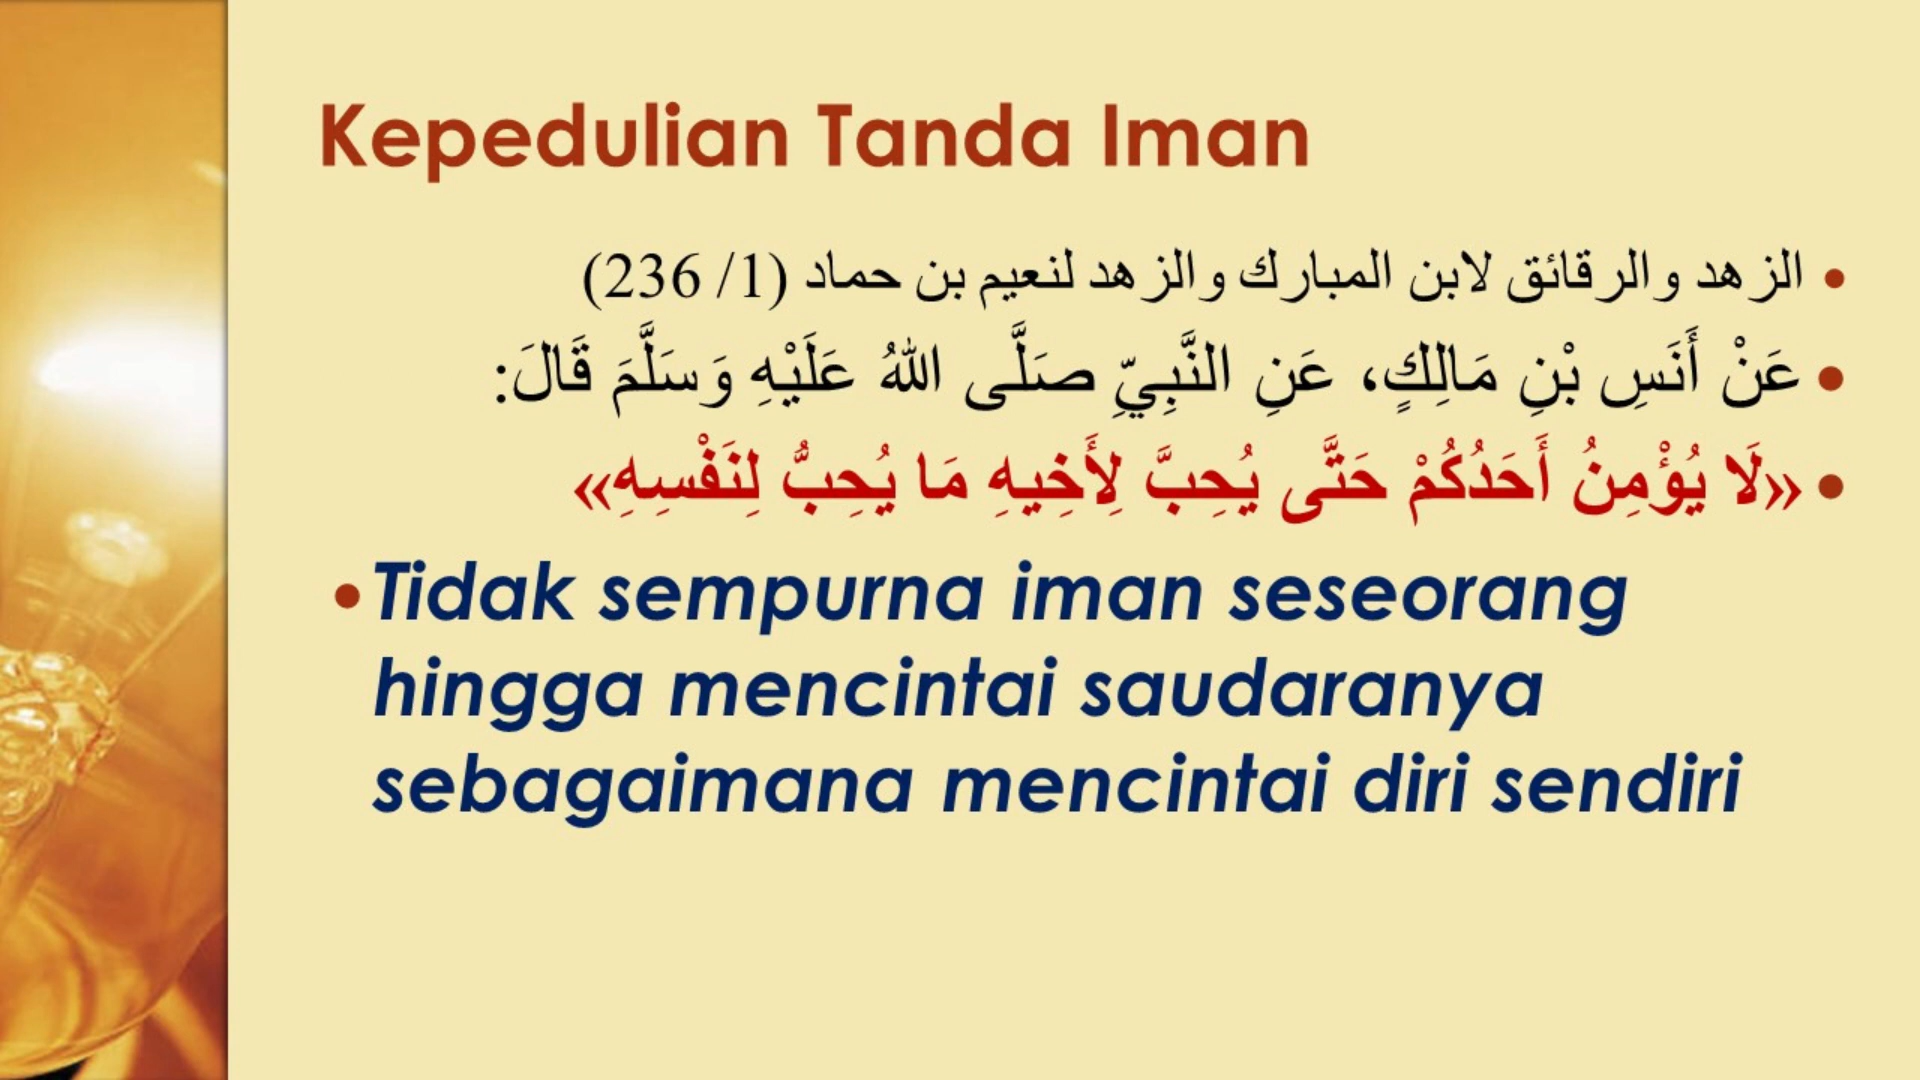 Kepedulian Tanda Iman
• الزهد والرقائق لابن المبارك والزهد لنعيم بن حماد (1/ 236)
• عَنْ أَنَسِ بْنِ مَالِكٍ، عَنِ النَّبِيِّ صَلَّى اللهُ عَلَيْهِ وَسَلَّمَ قَالَ:
• «لَا يُؤْمِنُ أَحَدُكُمْ حَتَّى يُحِبَّ لِأَخِيهِ مَا يُحِبُّ لِنَفْسِهِ»
• Tidak sempurna iman seseorang
hingga mencintai saudaranya
sebagaimana mencintai diri sendiri